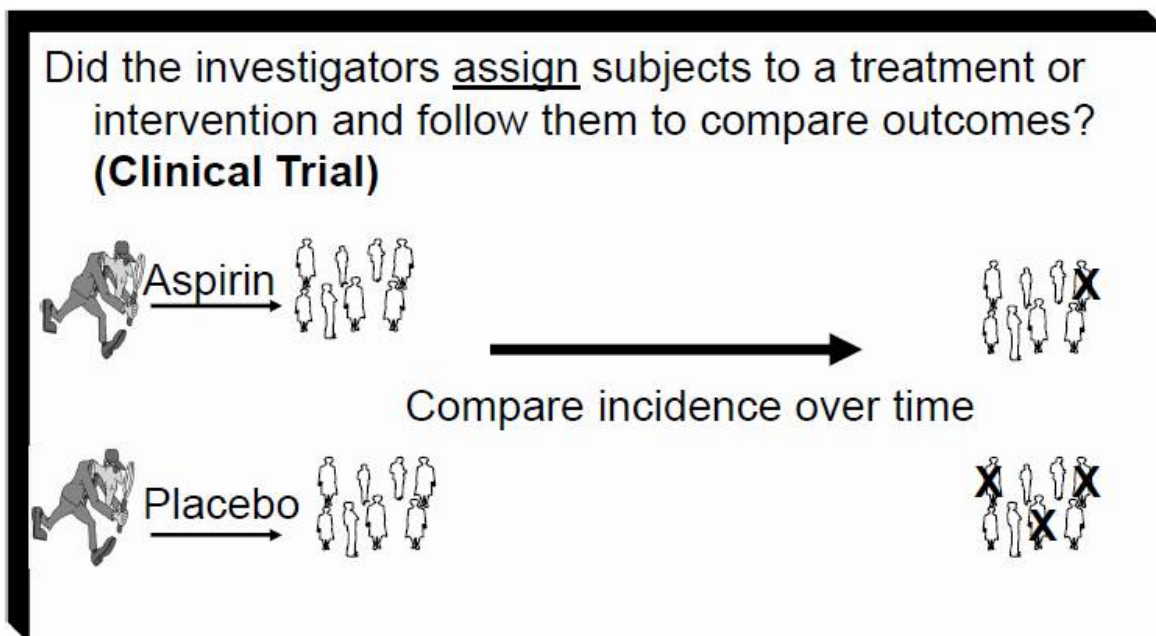 Did the investigators assign subjects to a treatment or
intervention and follow them to compare outcomes?
(Clinical Trial)
Aspirin
X
Compare incidence over time
Placebo
X X
X